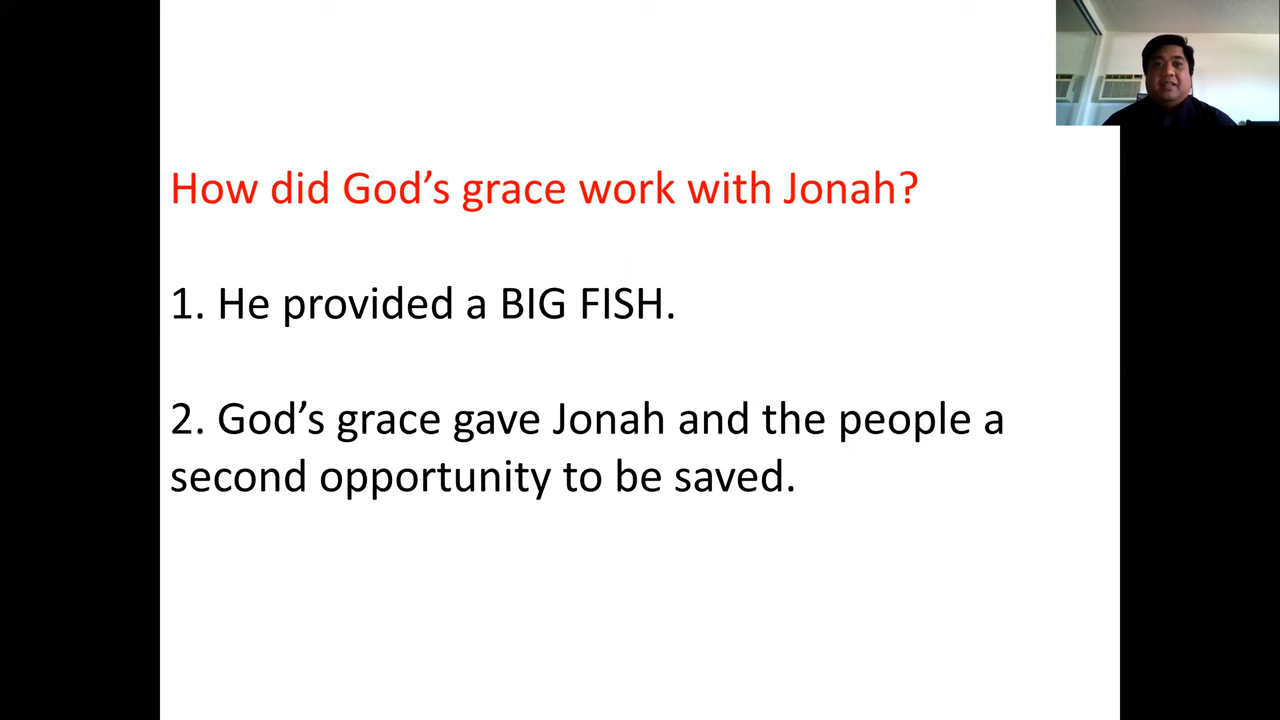 How did God’s grace work with Jonah?
1. He provided a BIG FISH.
2. God’s grace gave Jonah and the people a
second opportunity to be saved.